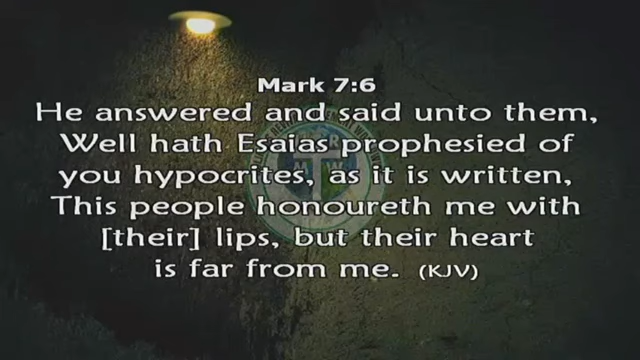 Mark 7:6
He answered and said unto them,
Well hath Esaias prophesied of
you hypocrites, as it is written,
This people honoureth me with
[their] lips, but their heart
is far from me. (KJV)